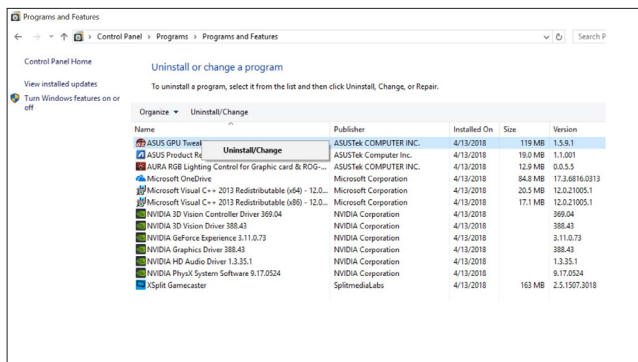 Programs and Features
Control Panel > Programs > Programs and Features
Search P
Control Panel Home
View installed updates
Turn Windows features on or
off
Uninstall or change a program
To uninstall a program, select it from the list and then click Uninstall, Change, or Repair.
Organize Uninstall/Change
Name Publisher Installed On Size Version
ASUS GPU Tweak ASUSTek COMPUTER INC. 4/13/2018 119 MB 1.5.9.1
Uninstall/Change
ASUS Product Re ASUSTek Computer Inc. 4/13/2018 19.0 MB 1.1.001
AURA RGB Lighting Control for Graphic card & ROG-... ASUSTek COMPUTER INC. 4/13/2018 12.9 MB 0.0.5.5
Microsoft OneDrive Microsoft Corporation 4/13/2018 84.8 MB 17.3.6816.0313
Microsoft Visual C++ 2013 Redistributable (x64) - 12.0... Microsoft Corporation 4/13/2018 20.5 MB 12.0.21005.1
Microsoft Visual C++ 2013 Redistributable (x86) - 12.0... Microsoft Corporation 4/13/2018 17.1 MB 12.0.21005.1
NVIDIA 3D Vision Controller Driver 369.04 NVIDIA Corporation 4/13/2018 369.04
NVIDIA 3D Vision Driver 388.43 NVIDIA Corporation 4/13/2018 388.43
NVIDIA GeForce Experience 3.11.0.73 NVIDIA Corporation 4/13/2018 3.11.0.73
NVIDIA Graphics Driver 388.43 NVIDIA Corporation 4/13/2018 388.43
NVIDIA HD Audio Driver 1.3.35.1 NVIDIA Corporation 4/13/2018 1.3.35.1
NVIDIA PhysX System Software 9.17.0524 NVIDIA Corporation 4/13/2018 9.17.0524
XSplit Gamecaster SplitmediaLabs 4/13/2018 163 MB 2.5.1507.3018